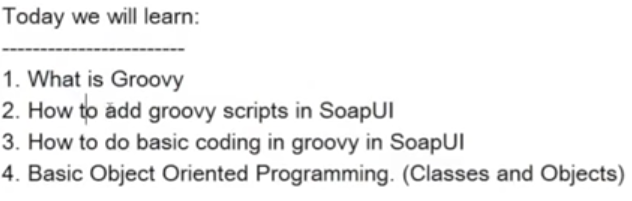 Today we will learn:
------------------------
1. What is Groovy
2. How to add groovy scripts in SoapUI
3. How to do basic coding in groovy in SoapUI
4. Basic Object Oriented Programming. (Classes and Objects)